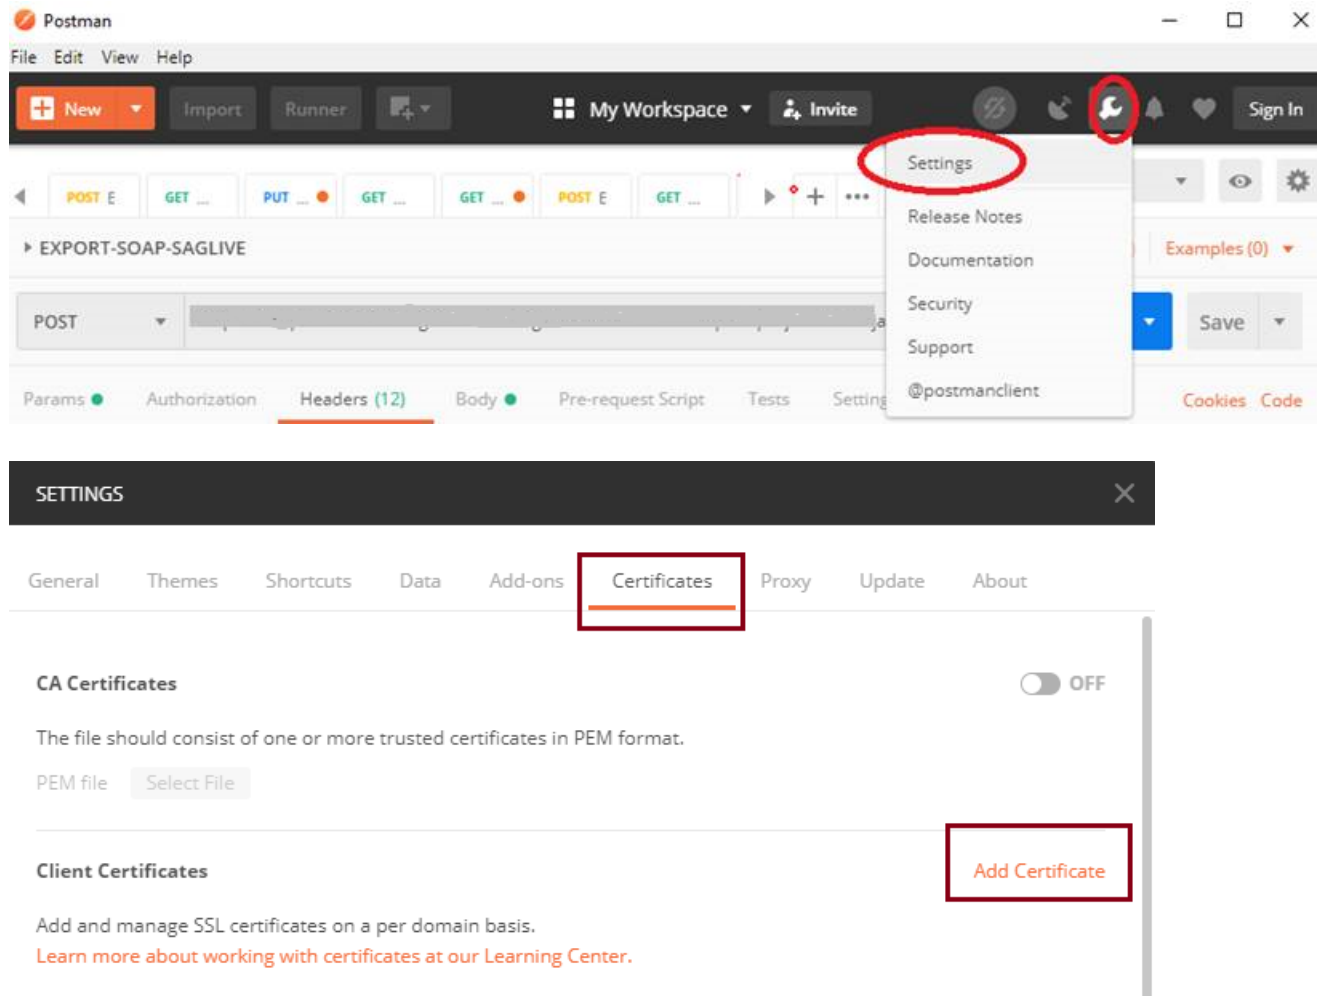 Postman
File Edit View Help
New Import Runner My Workspace Invite Sign In
Settings
POST E GET ... PUT ... GET ... GET ... POST E GET ...
Release Notes
EXPORT-SOAP-SAGLIVE Examples (0)
Documentation
Security
POST Save
Support
@postmanclient
Params Authorization Headers (12) Body Pre-request Script Tests Setting Cookies Code
SETTINGS
General Themes Shortcuts Data Add-ons Certificates Proxy Update About
CA Certificates OFF
The file should consist of one or more trusted certificates in PEM format.
PEM file Select File
Client Certificates Add Certificate
Add and manage SSL certificates on a per domain basis.
Learn more about working with certificates at our Learning Center.